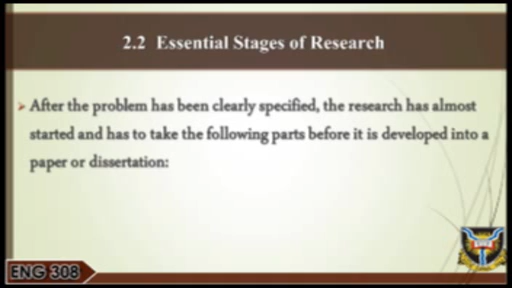 2.2 Essential Stages of Research
➢ After the problem has been clearly specified, the research has almost
started and has to take the following parts before it is developed into a
paper or dissertation:
ENG 308